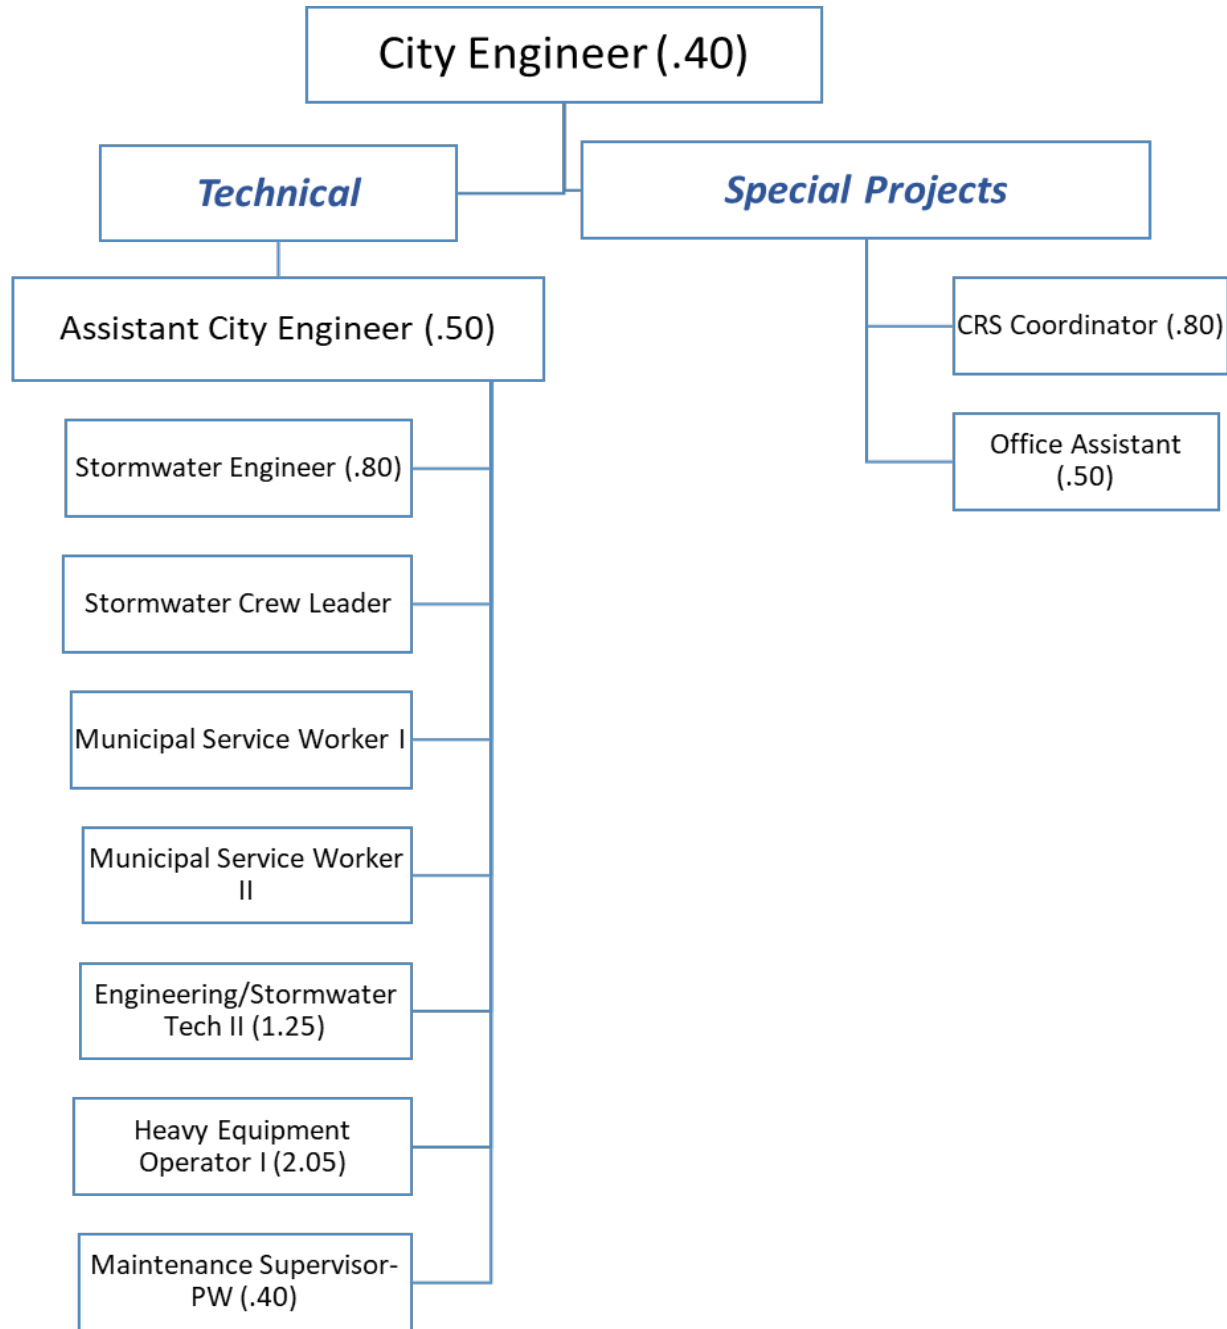 City Engineer (.40)
Technical
Special Projects
Assistant City Engineer (.50)
CRS Coordinator (.80)
Office Assistant
(.50)
Stormwater Engineer (.80)
Stormwater Crew Leader
Municipal Service Worker I
Municipal Service Worker
II
Engineering/Stormwater
Tech II (1.25)
Heavy Equipment
Operator I (2.05)
Maintenance Supervisor-
PW (.40)